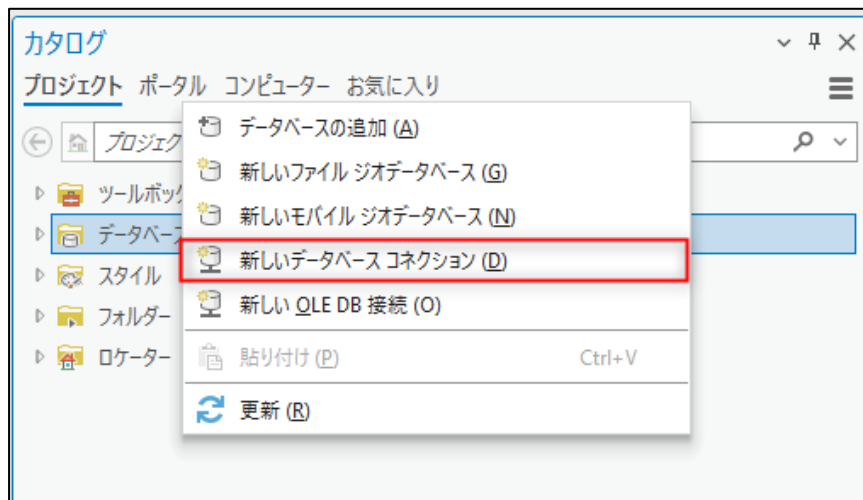 カタログ
プロジェクト ポータル コンピューター お気に入り
プロジェク
データベースの追加 (A)
新しいファイル ジオデータベース (G)
新しいモバイル ジオデータベース (N)
新しいデータベース コネクション (D)
新しい OLE DB 接続 (O)
貼り付け (P) Ctrl+V
更新 (R)
ツールボック
データベース
スタイル
フォルダー
ロケーター